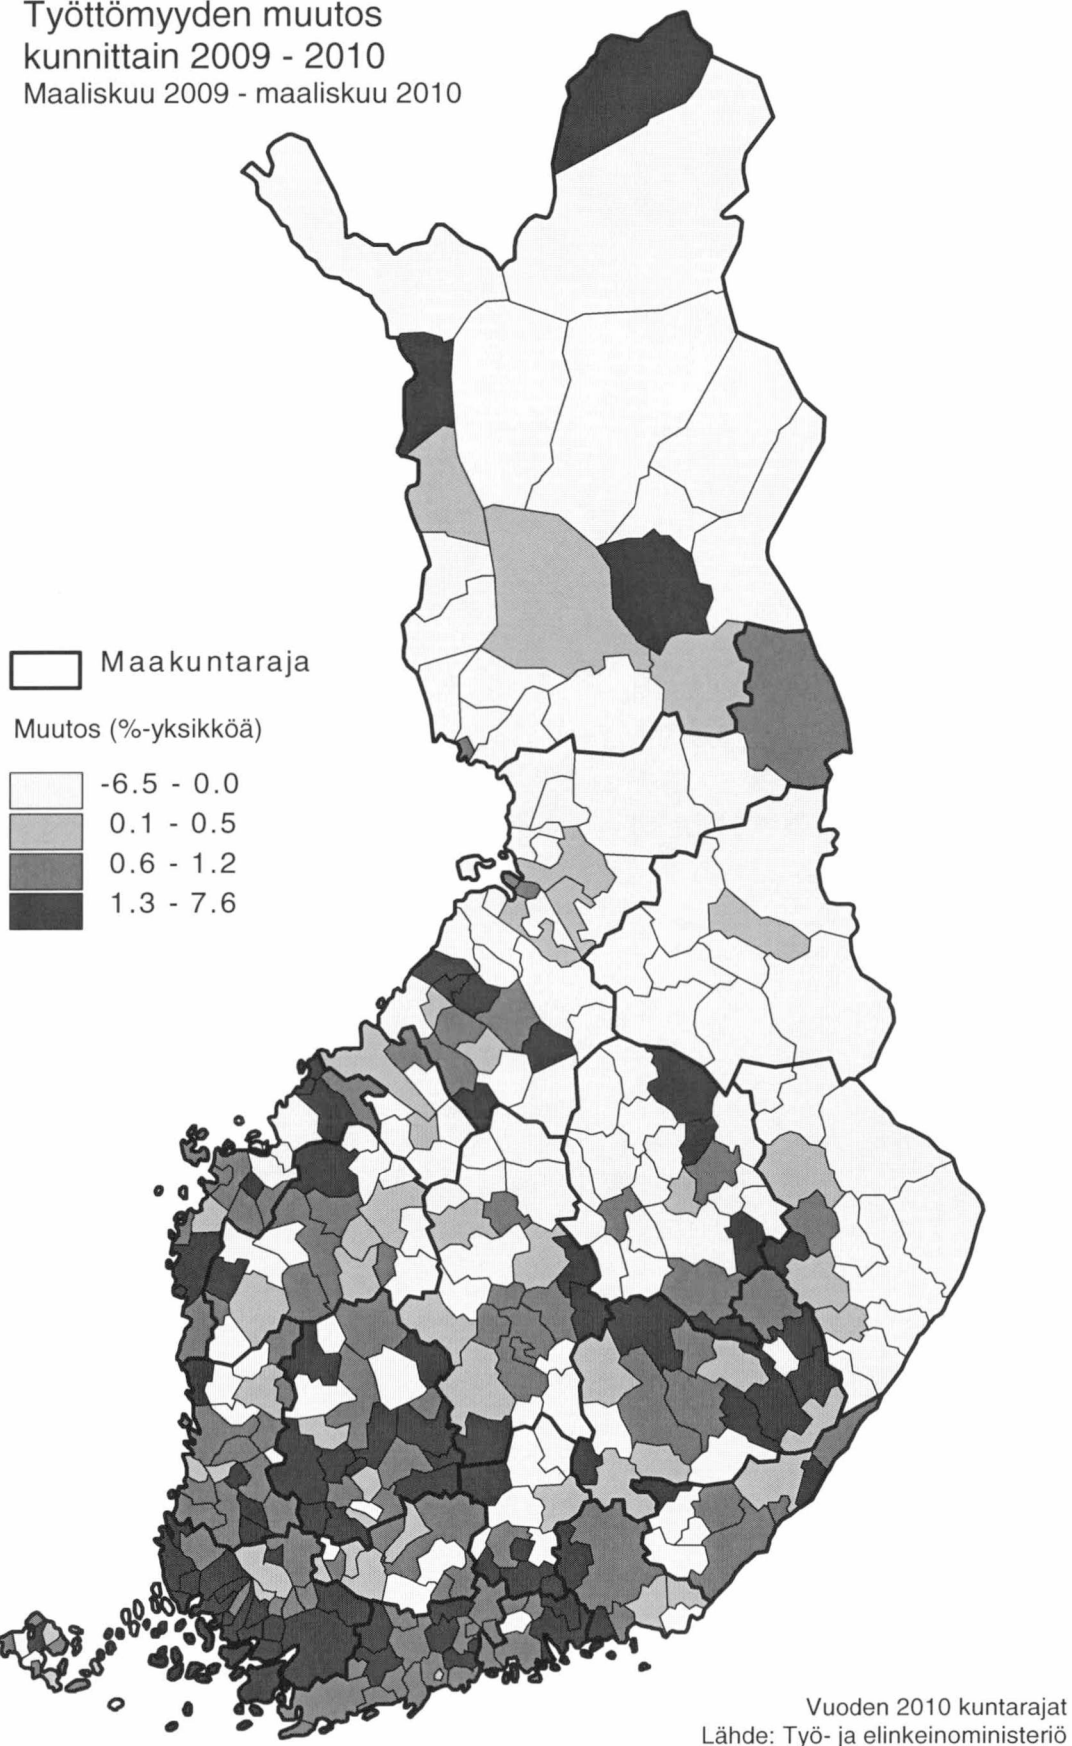 Työttömyyden muutos
kunnittain 2009 - 2010
Maaliskuu 2009 - maaliskuu 2010
Maakuntaraja
Muutos (%-yksikköä)
-6.5 - 0.0
0.1 - 0.5
0.6 - 1.2
1.3 - 7.6
Vuoden 2010 kuntarajat
Lähde: Työ- ja elinkeinoministeriö